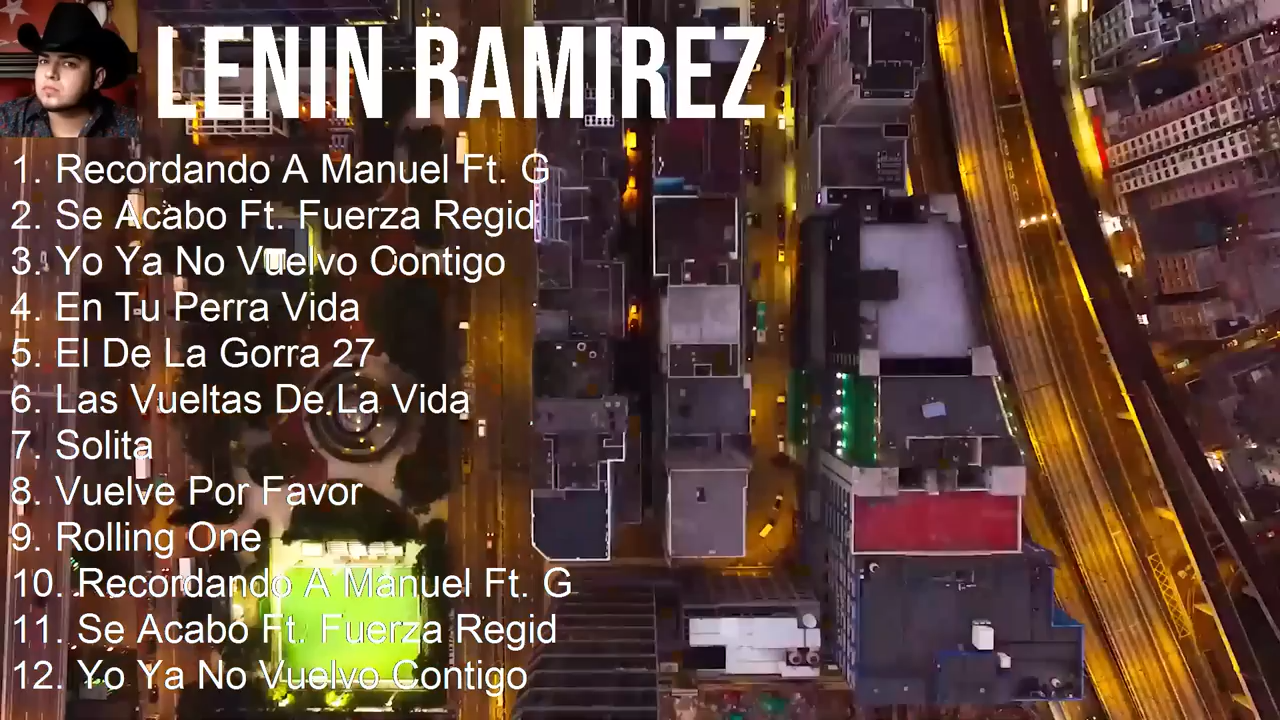 LENIN RAMIREZ
1. Recordando A Manuel Ft. G
2. Se Acabo Ft. Fuerza Regid
3. Yo Ya No Vuelvo Contigo
4. En Tu Perra Vida
5. El De La Gorra 27
6. Las Vueltas De La Vida
7. Solita
8. Vuelve Por Favor
9. Rolling One
10. Recordando A Manuel Ft. G
11. Se Acabo Ft. Fuerza Regid
12. Yo Ya No Vuelvo Contigo